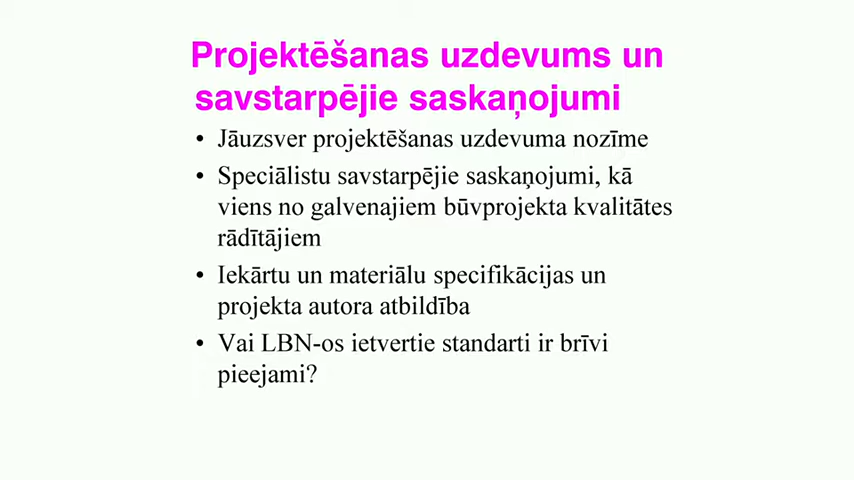 Projektēšanas uzdevums un
savstarpējie saskaņojumi
• Jāuzsver projektēšanas uzdevuma nozīme
• Speciālistu savstarpējie saskaņojumi, kā
viens no galvenajiem būvprojekta kvalitātes
rādītājiem
• Iekārtu un materiālu specifikācijas un
projekta autora atbildība
• Vai LBN-os ietvertie standarti ir brīvi
pieejami?